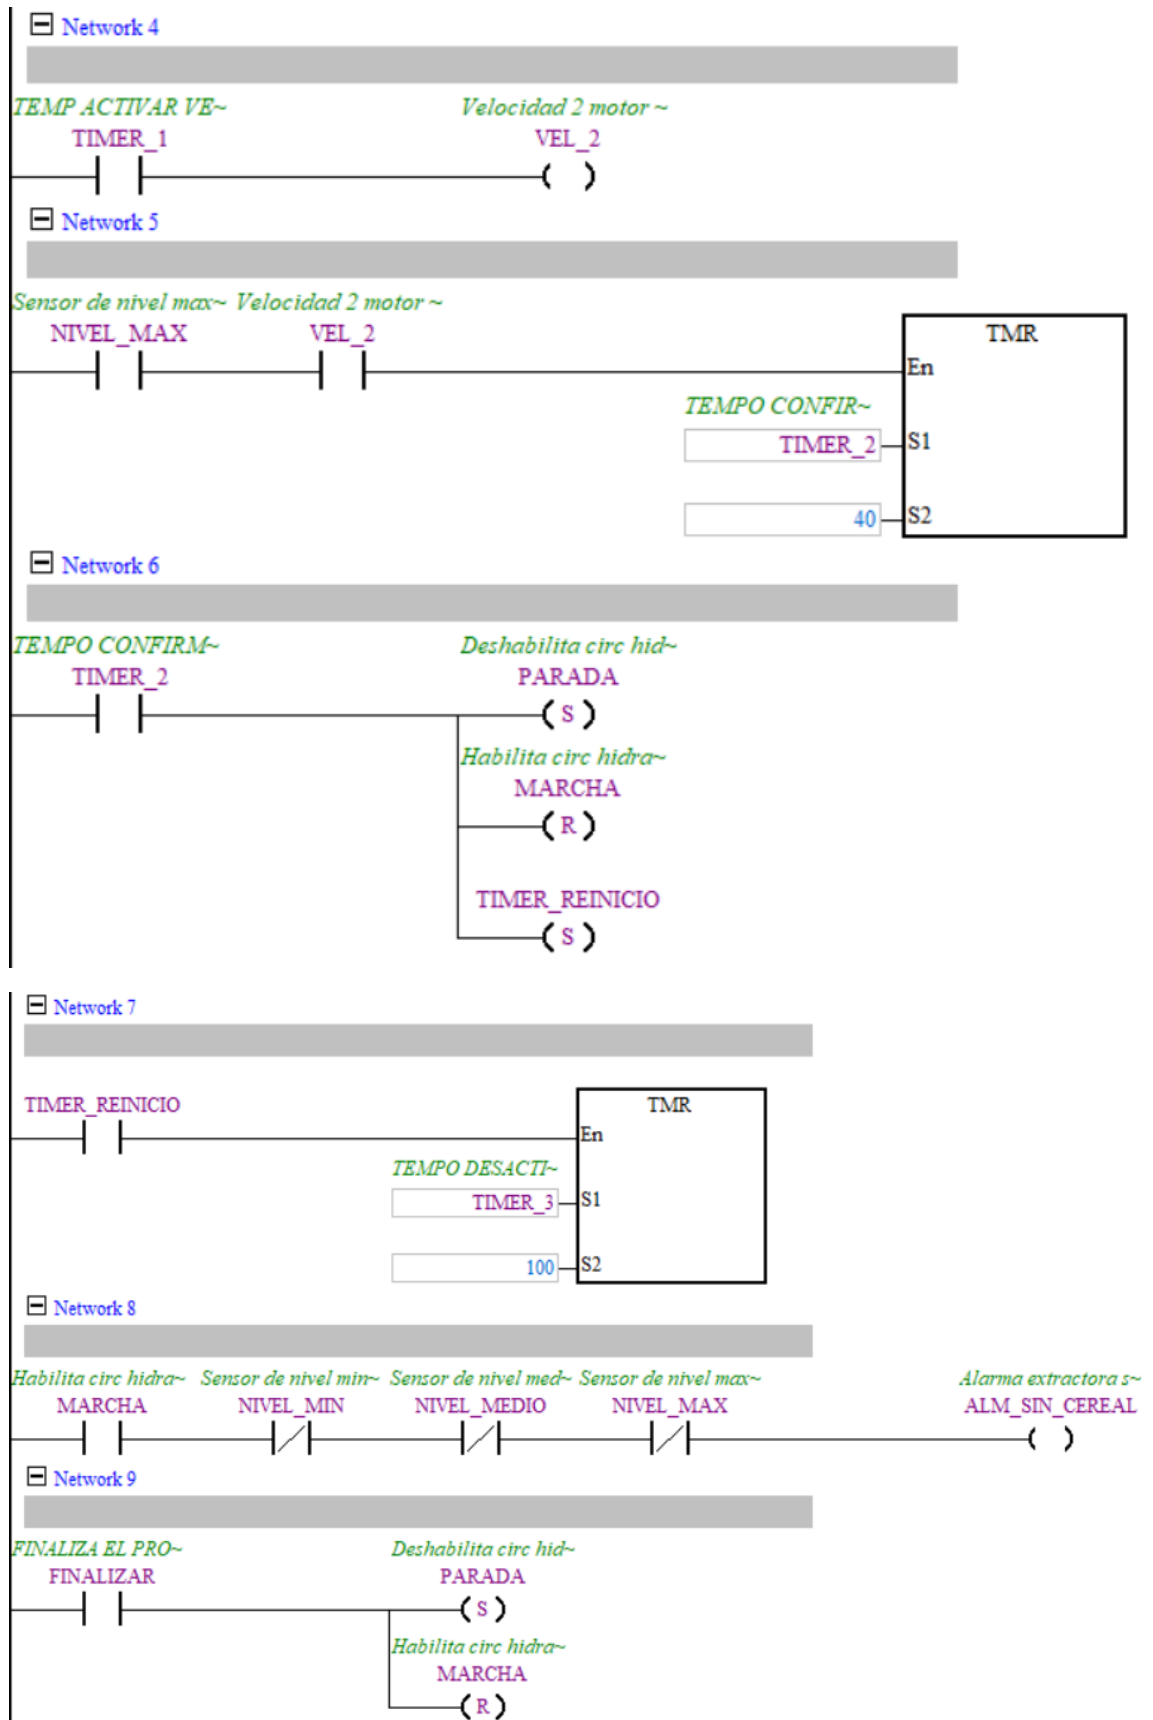 Network 4
TEMP ACTIVAR VE~ Velocidad 2 motor ~
TIMER_1 VEL_2
Network 5
Sensor de nivel max~ Velocidad 2 motor ~
NIVEL_MAX VEL_2 TMR
En
TEMPO CONFIR~
TIMER_2 S1
40 S2
Network 6
TEMPO CONFIRM~ Deshabilita circ hid~
TIMER_2 PARADA
S
Habilita circ hidra~
MARCHA
R
TIMER_REINICIO
S
Network 7
TIMER_REINICIO TMR
En
TEMPO DESACTI~
TIMER_3 S1
100 S2
Network 8
Habilita circ hidra~ Sensor de nivel min~ Sensor de nivel med~ Sensor de nivel max~ Alarma extractora s~
MARCHA NIVEL_MIN NIVEL_MEDIO NIVEL_MAX ALM_SIN_CEREAL
Network 9
FINALIZA EL PRO~ Deshabilita circ hid~
FINALIZAR PARADA
S
Habilita circ hidra~
MARCHA
R